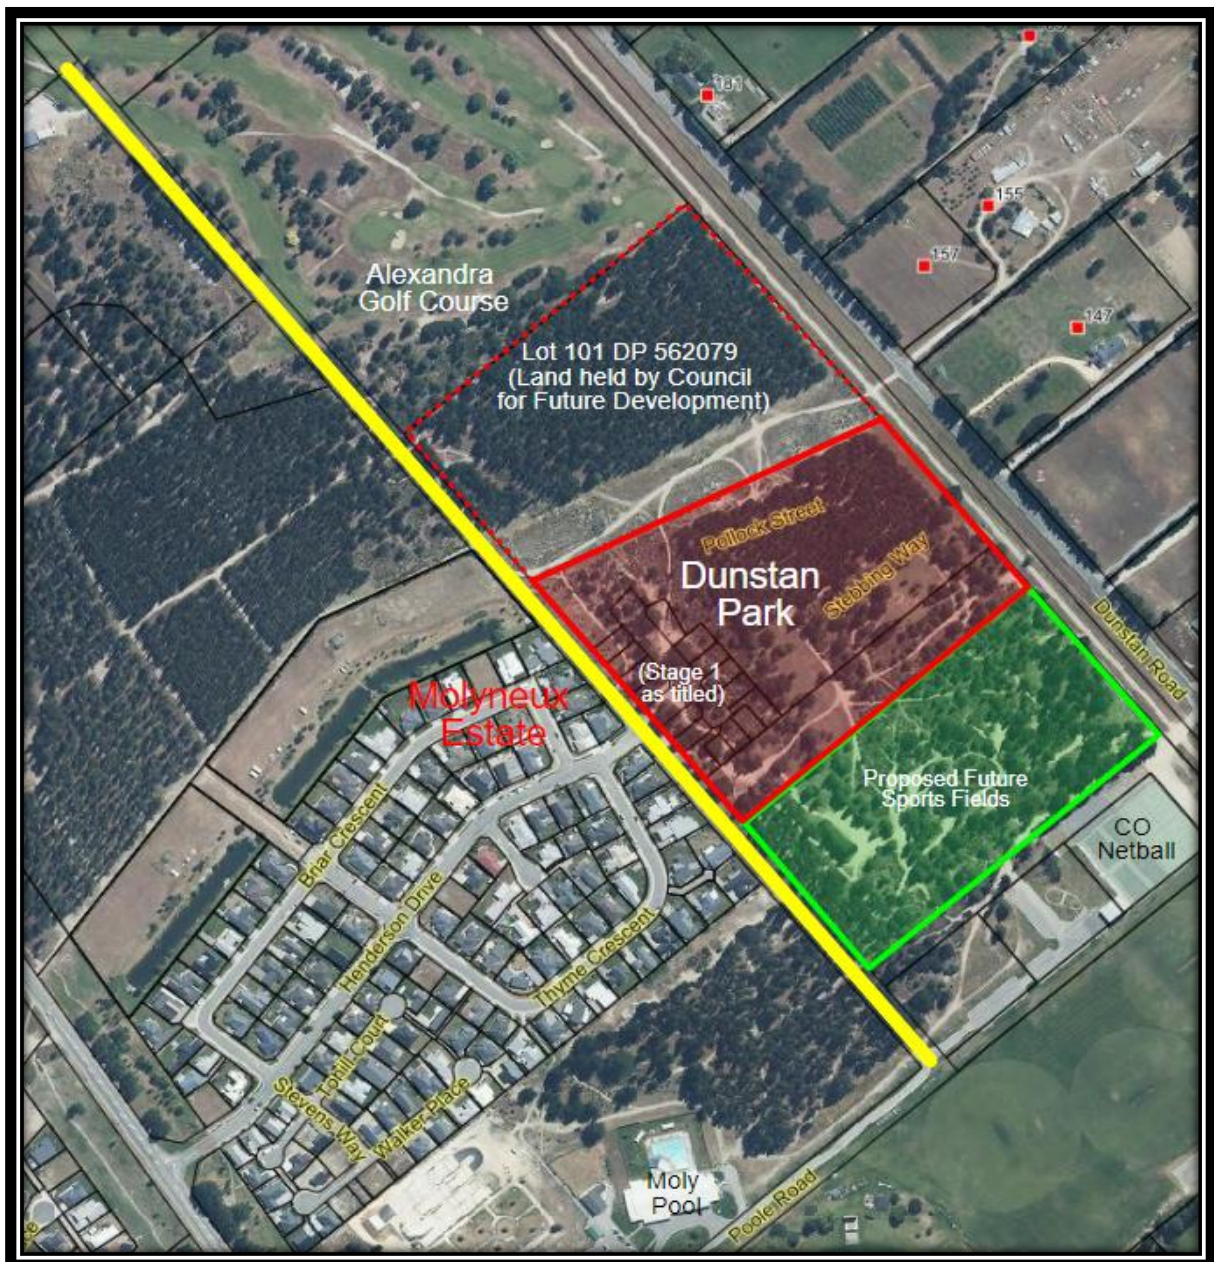 181
155
157
147
Alexandra
Golf Course
Lot 101 DP 562079
(Land held by Council
for Future Development)
Pollock Street
Dunstan
Park
Stebbing Way
Dunstan Road
(Stage 1
as titled)
Molyneux
Estate
Proposed Future
Sports Fields
CO
Netball
Briar Crescent
Henderson Drive
Thyme Crescent
Tohill Court
Stevens Way
Walker Place
Moly
Pool
Poole Road